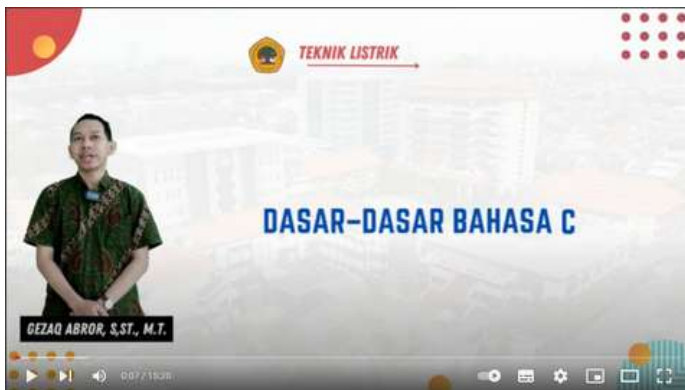 TEKNIK LISTRIK
DASAR-DASAR BAHASA C
GEZAQ ABROR, S,ST., M.T.